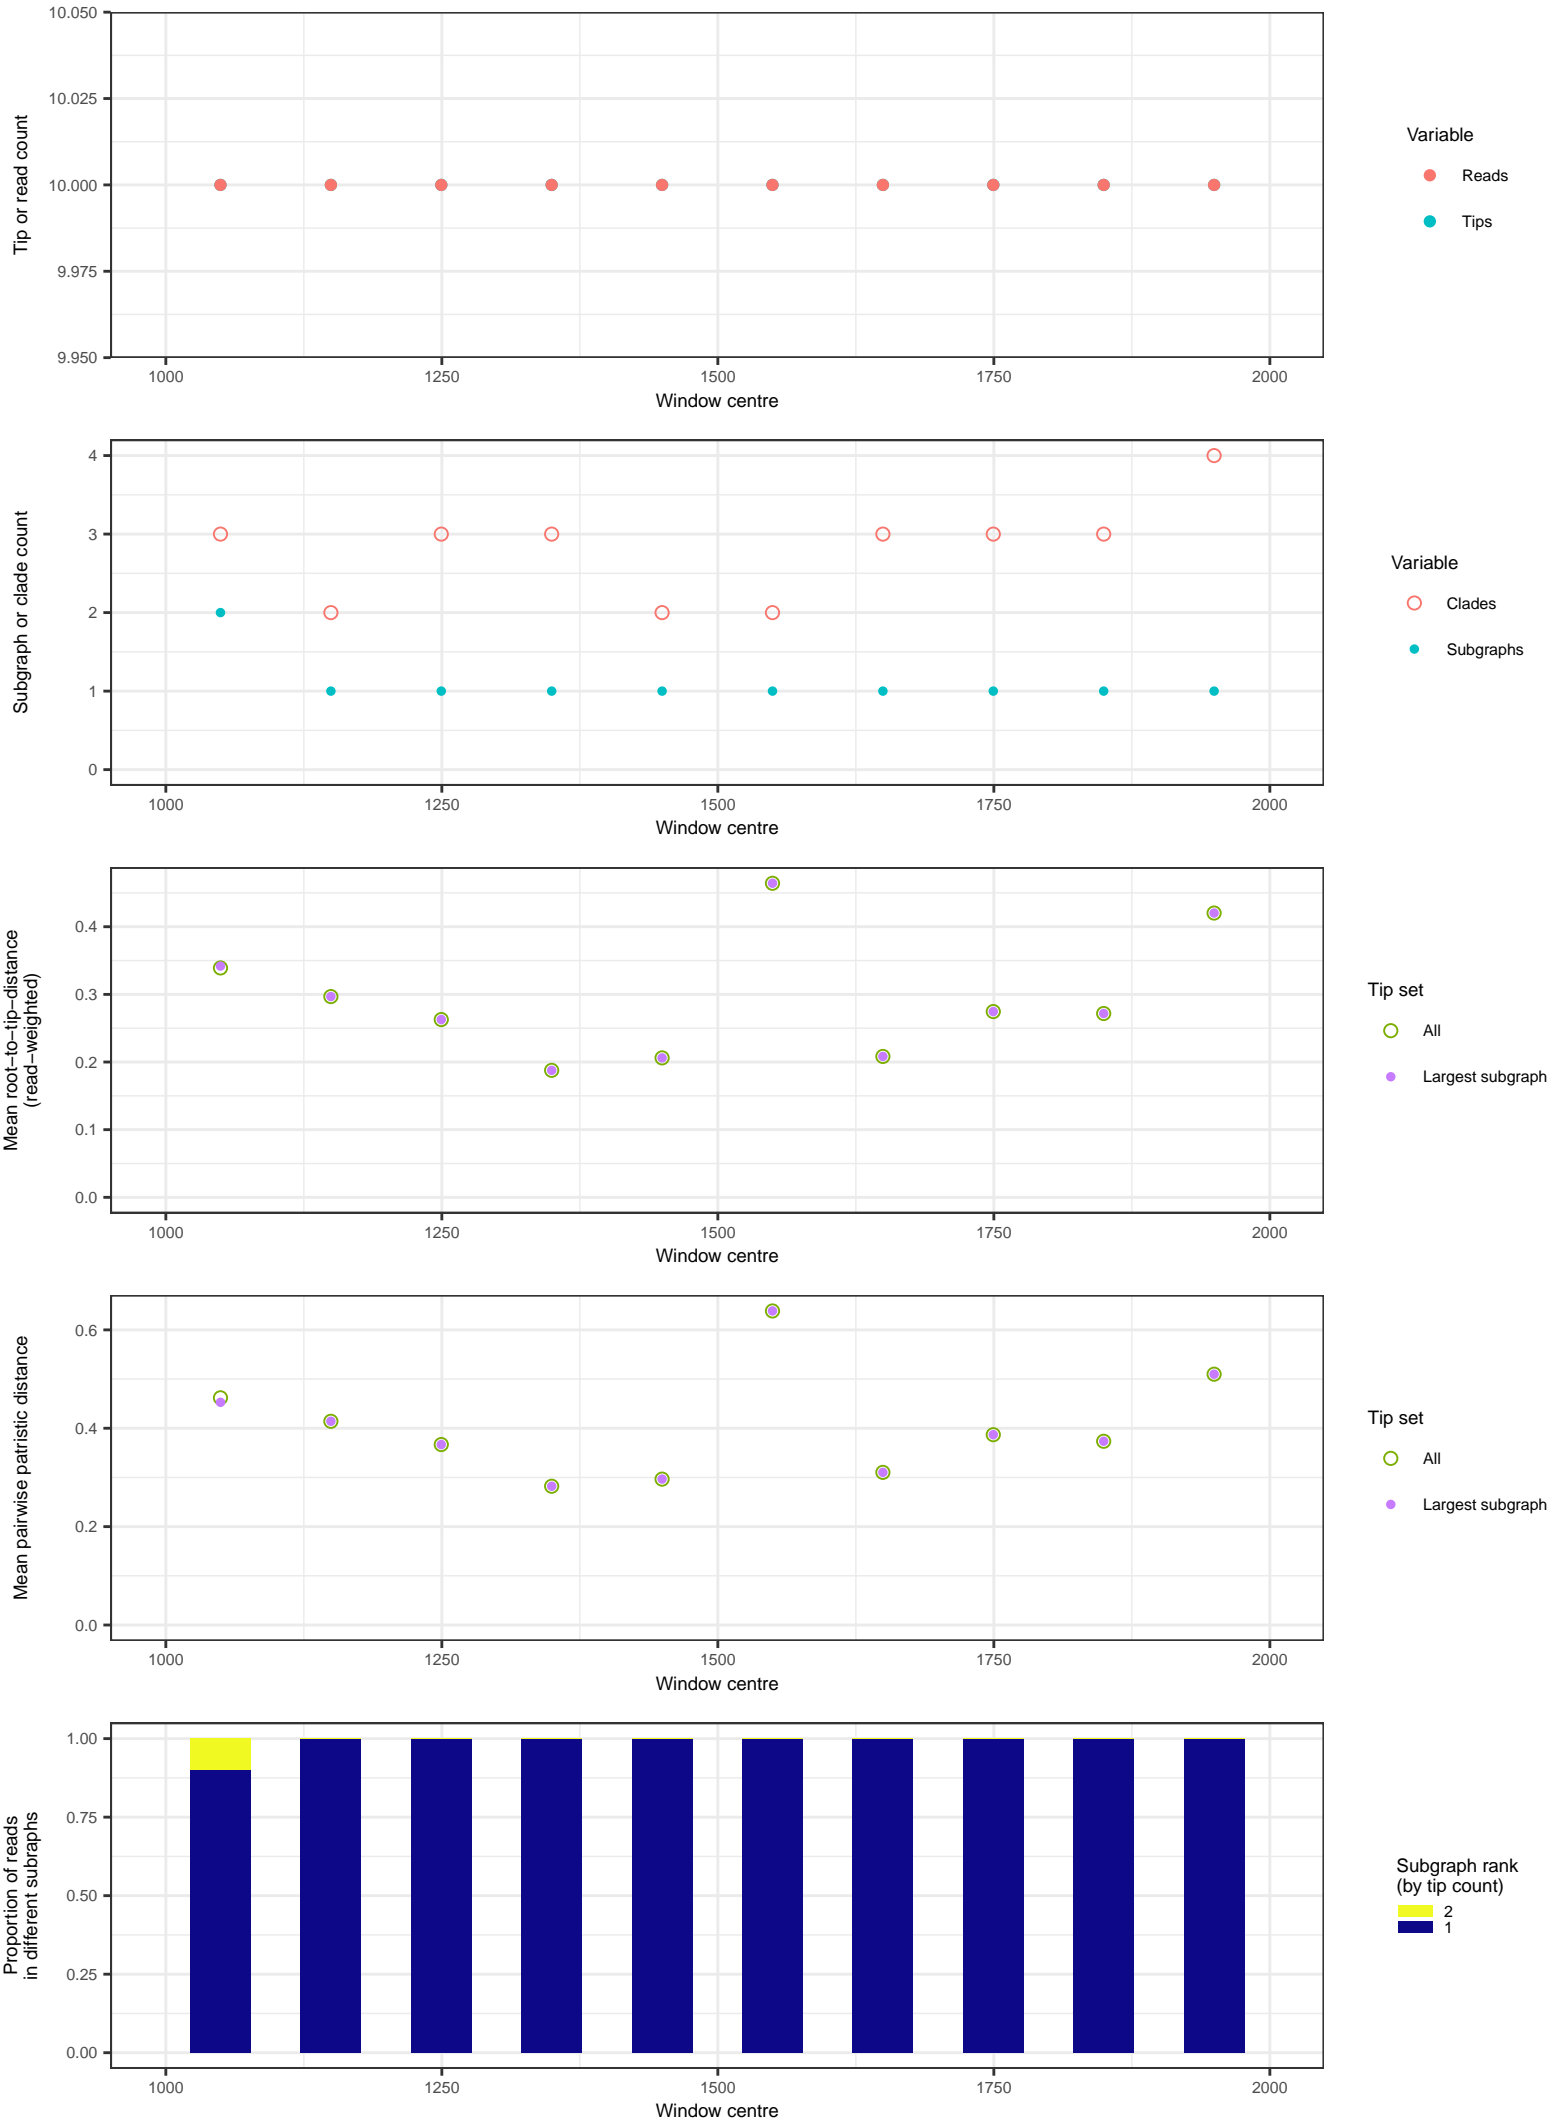 10.050
10.025
10.000
9.975
9.950
Tip or read count
1000 1250 1500 1750 2000
Window centre
Variable
Reads
Tips
4
3
2
1
0
Subgraph or clade count
1000 1250 1500 1750 2000
Window centre
Variable
Clades
Subgraphs
0.4
0.3
0.2
0.1
0.0
Mean root−to−tip−distance
(read−weighted)
1000 1250 1500 1750 2000
Window centre
Tip set
All
Largest subgraph
0.6
0.4
0.2
0.0
Mean pairwise patristic distance
1000 1250 1500 1750 2000
Window centre
Tip set
All
Largest subgraph
1.00
0.75
0.50
0.25
0.00
Proportion of reads
in different subraphs
1000 1250 1500 1750 2000
Window centre
Subgraph rank
(by tip count)
2
1